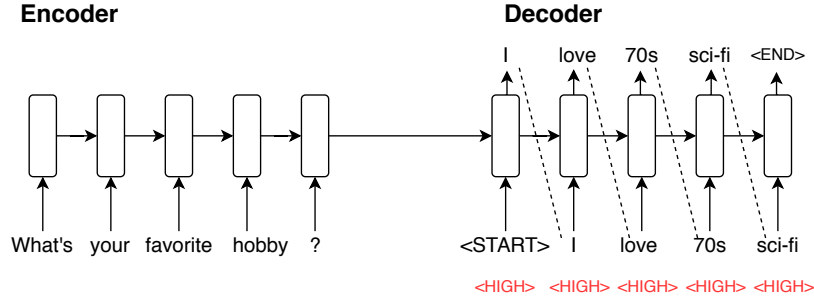 Encoder Decoder
I love 70s sci-fi <END>
What's your favorite hobby ? <START> I love 70s sci-fi
<HIGH> <HIGH> <HIGH> <HIGH> <HIGH>